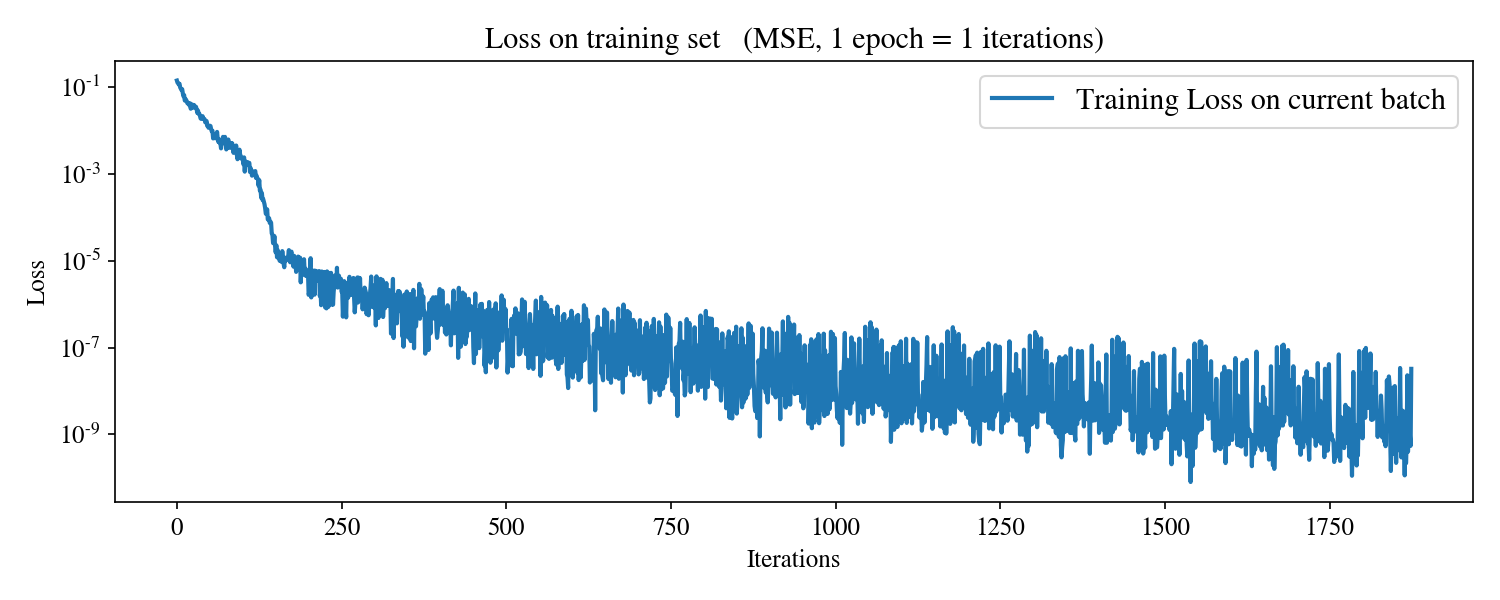 Loss on training set (MSE, 1 epoch = 1 iterations)
Training Loss on current batch
Loss
10^-1
10^-3
10^-5
10^-7
10^-9
0 250 500 750 1000 1250 1500 1750
Iterations